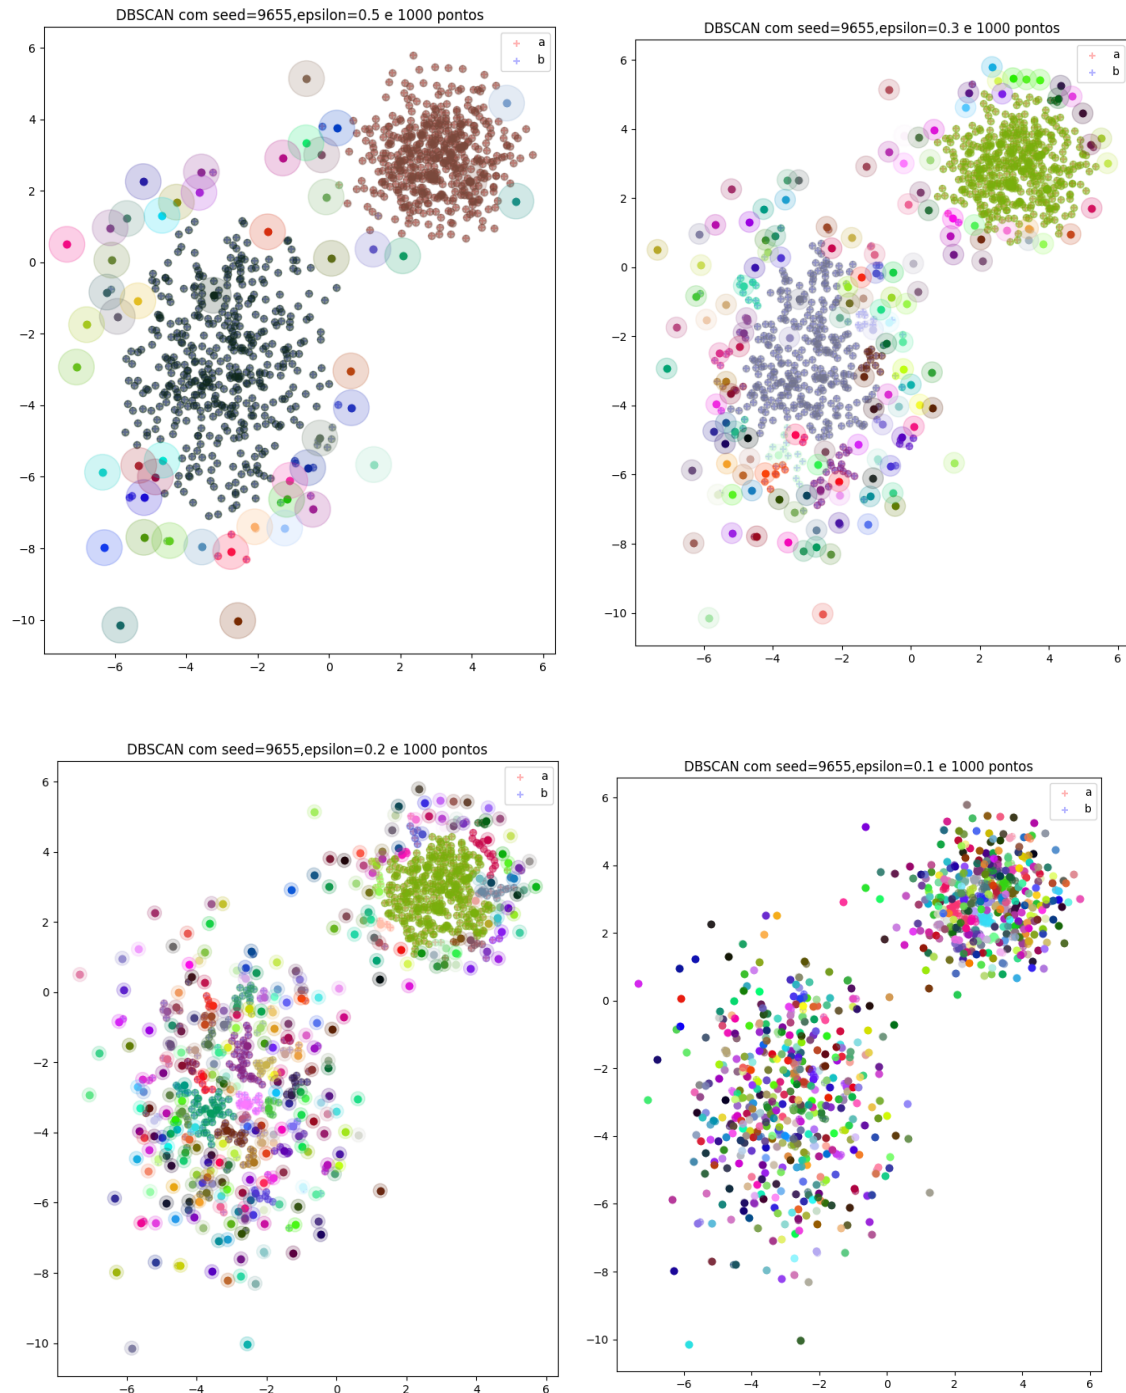 DBSCAN com seed=9655,epsilon=0.5 e 1000 pontos
a
b
6
4
2
0
−2
−4
−6
−8
−10
−6 −4 −2 0 2 4 6
DBSCAN com seed=9655,epsilon=0.3 e 1000 pontos
a
b
6
4
2
0
−2
−4
−6
−8
−10
−6 −4 −2 0 2 4 6
DBSCAN com seed=9655,epsilon=0.2 e 1000 pontos
a
b
6
4
2
0
−2
−4
−6
−8
−10
−6 −4 −2 0 2 4 6
DBSCAN com seed=9655,epsilon=0.1 e 1000 pontos
a
b
6
4
2
0
−2
−4
−6
−8
−10
−6 −4 −2 0 2 4 6